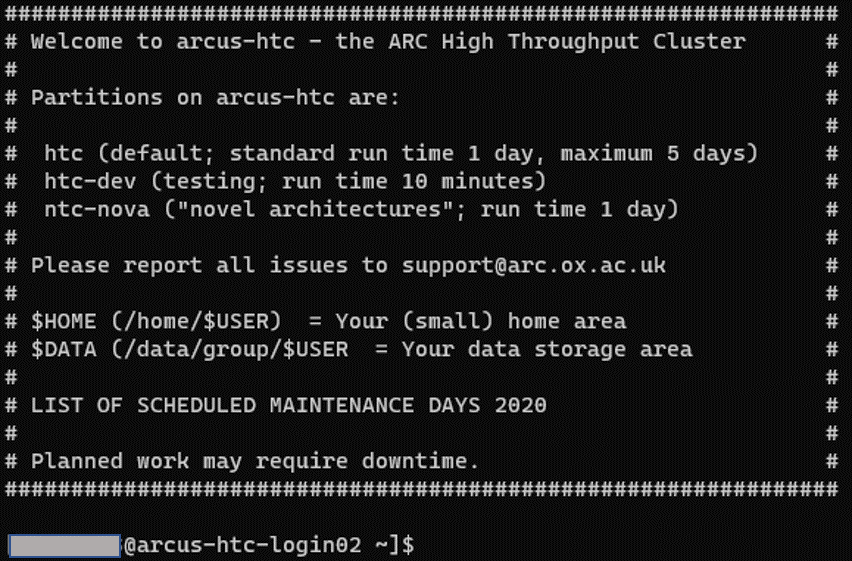 ###############################################################
# Welcome to arcus-htc - the ARC High Throughput Cluster      #
#                                                         #
# Partitions on arcus-htc are:                                #
#                                                         #
#  htc (default; standard run time 1 day, maximum 5 days)     #
#  htc-dev (testing; run time 10 minutes)                     #
#  ntc-nova ("novel architectures"; run time 1 day)           #
#                                                         #
# Please report all issues to support@arc.ox.ac.uk            #
#                                                         #
# $HOME (/home/$USER)  = Your (small) home area               #
# $DATA (/data/group/$USER  = Your data storage area          #
#                                                         #
# LIST OF SCHEDULED MAINTENANCE DAYS 2020                     #
#                                                         #
# Planned work may require downtime.                          #
###############################################################
@arcus-htc-login02 ~]$